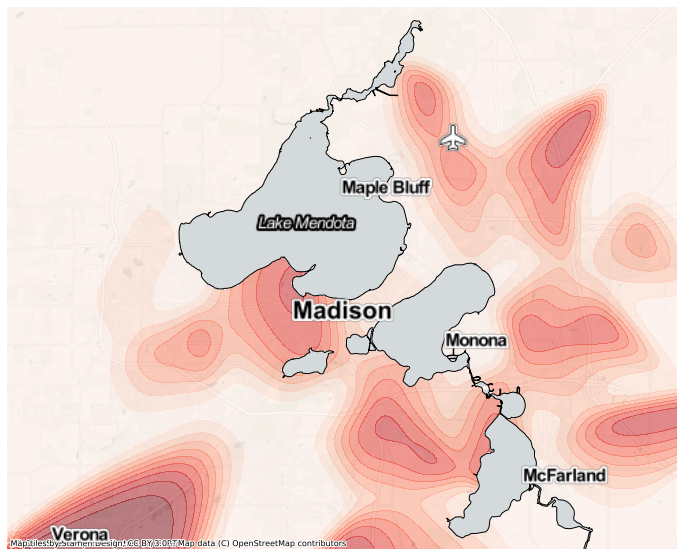 Maple Bluff
Lake Mendota
Madison
Monona
McFarland
Verona
Map tiles by Stamen Design, CC BY 3.0 -- Map data (C) OpenStreetMap contributors